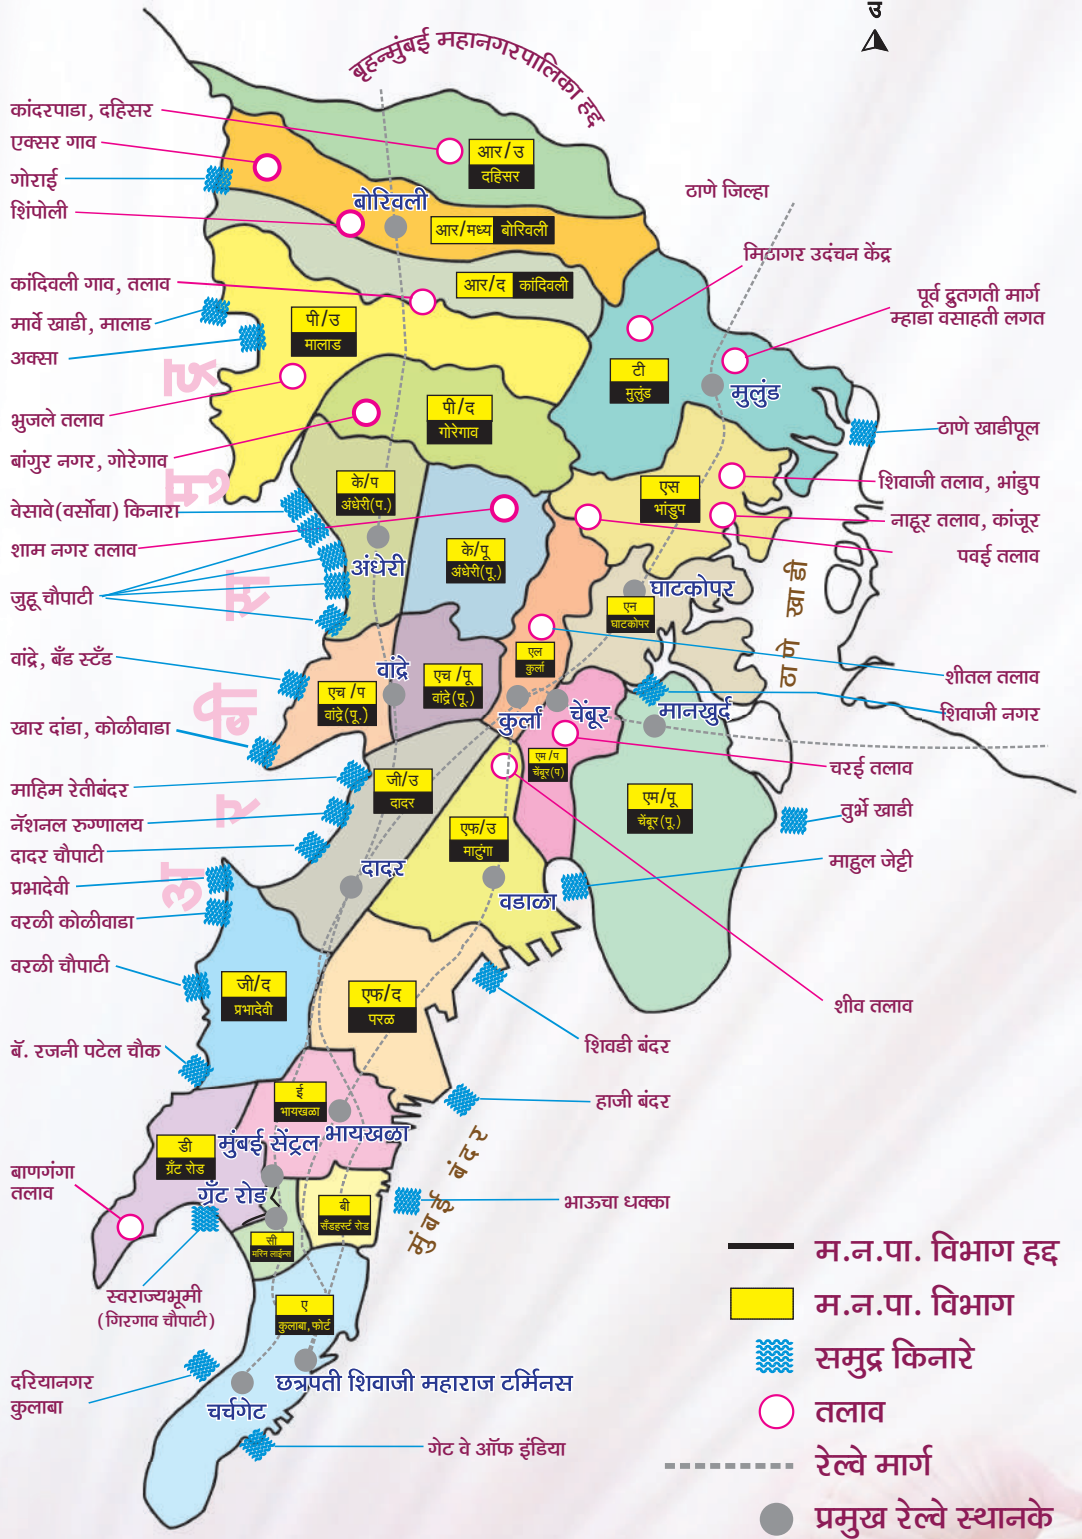 उ
बृहन्मुंबई महानगरपालिका हद्द
कांदरपाडा, दहिसर
एक्सर गाव
गोराई
शिंपोली
कांदिवली गाव, तलाव
मार्वे खाडी, मालाड
अक्सा
भुजले तलाव
बांगुर नगर, गोरेगाव
वेसावे(वर्सोवा) किनारा
शाम नगर तलाव
जुहू चौपाटी
वांद्रे, बँड स्टँड
खार दांडा, कोळीवाडा
माहिम रेतीबंदर
नॅशनल रुग्णालय
दादर चौपाटी
प्रभादेवी
वरळी कोळीवाडा
वरळी चौपाटी
बॅ. रजनी पटेल चौक
बाणगंगा
तलाव
स्वराज्यभूमी
(गिरगाव चौपाटी)
दरियानगर
कुलाबा
अरबी समुद्र
आर/उ
दहिसर
बोरिवली
आर/मध्य बोरिवली
आर/द कांदिवली
पी/उ
मालाड
पी/द
गोरेगाव
टी
मुलुंड
मुलुंड
के/प
अंधेरी(प.)
अंधेरी
के/पू
अंधेरी(पू.)
एस
भांडुप
घाटकोपर
एन
घाटकोपर
एल
कुर्ला
वांद्रे
एच /प
वांद्रे(प.)
एच /पू
वांद्रे(पू.)
कुर्ला
चेंबूर
मानखुर्द
एम/प
चेंबूर(प)
एम/पू
चेंबूर(पू.)
जी/उ
दादर
एफ/उ
माटुंगा
दादर
वडाळा
जी/द
प्रभादेवी
एफ/द
परळ
ई
भायखळा
भायखळा
मुंबई सेंट्रल
डी
ग्रँट रोड
ग्रँट रोड
सी
मरिन लाईन्स
बी
सँडहर्स्ट रोड
ए
कुलाबा,फोर्ट
छत्रपती शिवाजी महाराज टर्मिनस
चर्चगेट
ठाणे जिल्हा
मिठागर उदंचन केंद्र
पूर्व द्रुतगती मार्ग
म्हाडा वसाहती लगत
ठाणे खाडीपूल
शिवाजी तलाव, भांडुप
नाहूर तलाव, कांजूर
पवई तलाव
ठाणे खाडी
शीतल तलाव
शिवाजी नगर
चरई तलाव
तुर्भे खाडी
माहुल जेट्टी
शीव तलाव
शिवडी बंदर
हाजी बंदर
मुंबई बंदर
भाऊचा धक्का
गेट वे ऑफ इंडिया
म.न.पा. विभाग हद्द
म.न.पा. विभाग
समुद्र किनारे
तलाव
रेल्वे मार्ग
प्रमुख रेल्वे स्थानके